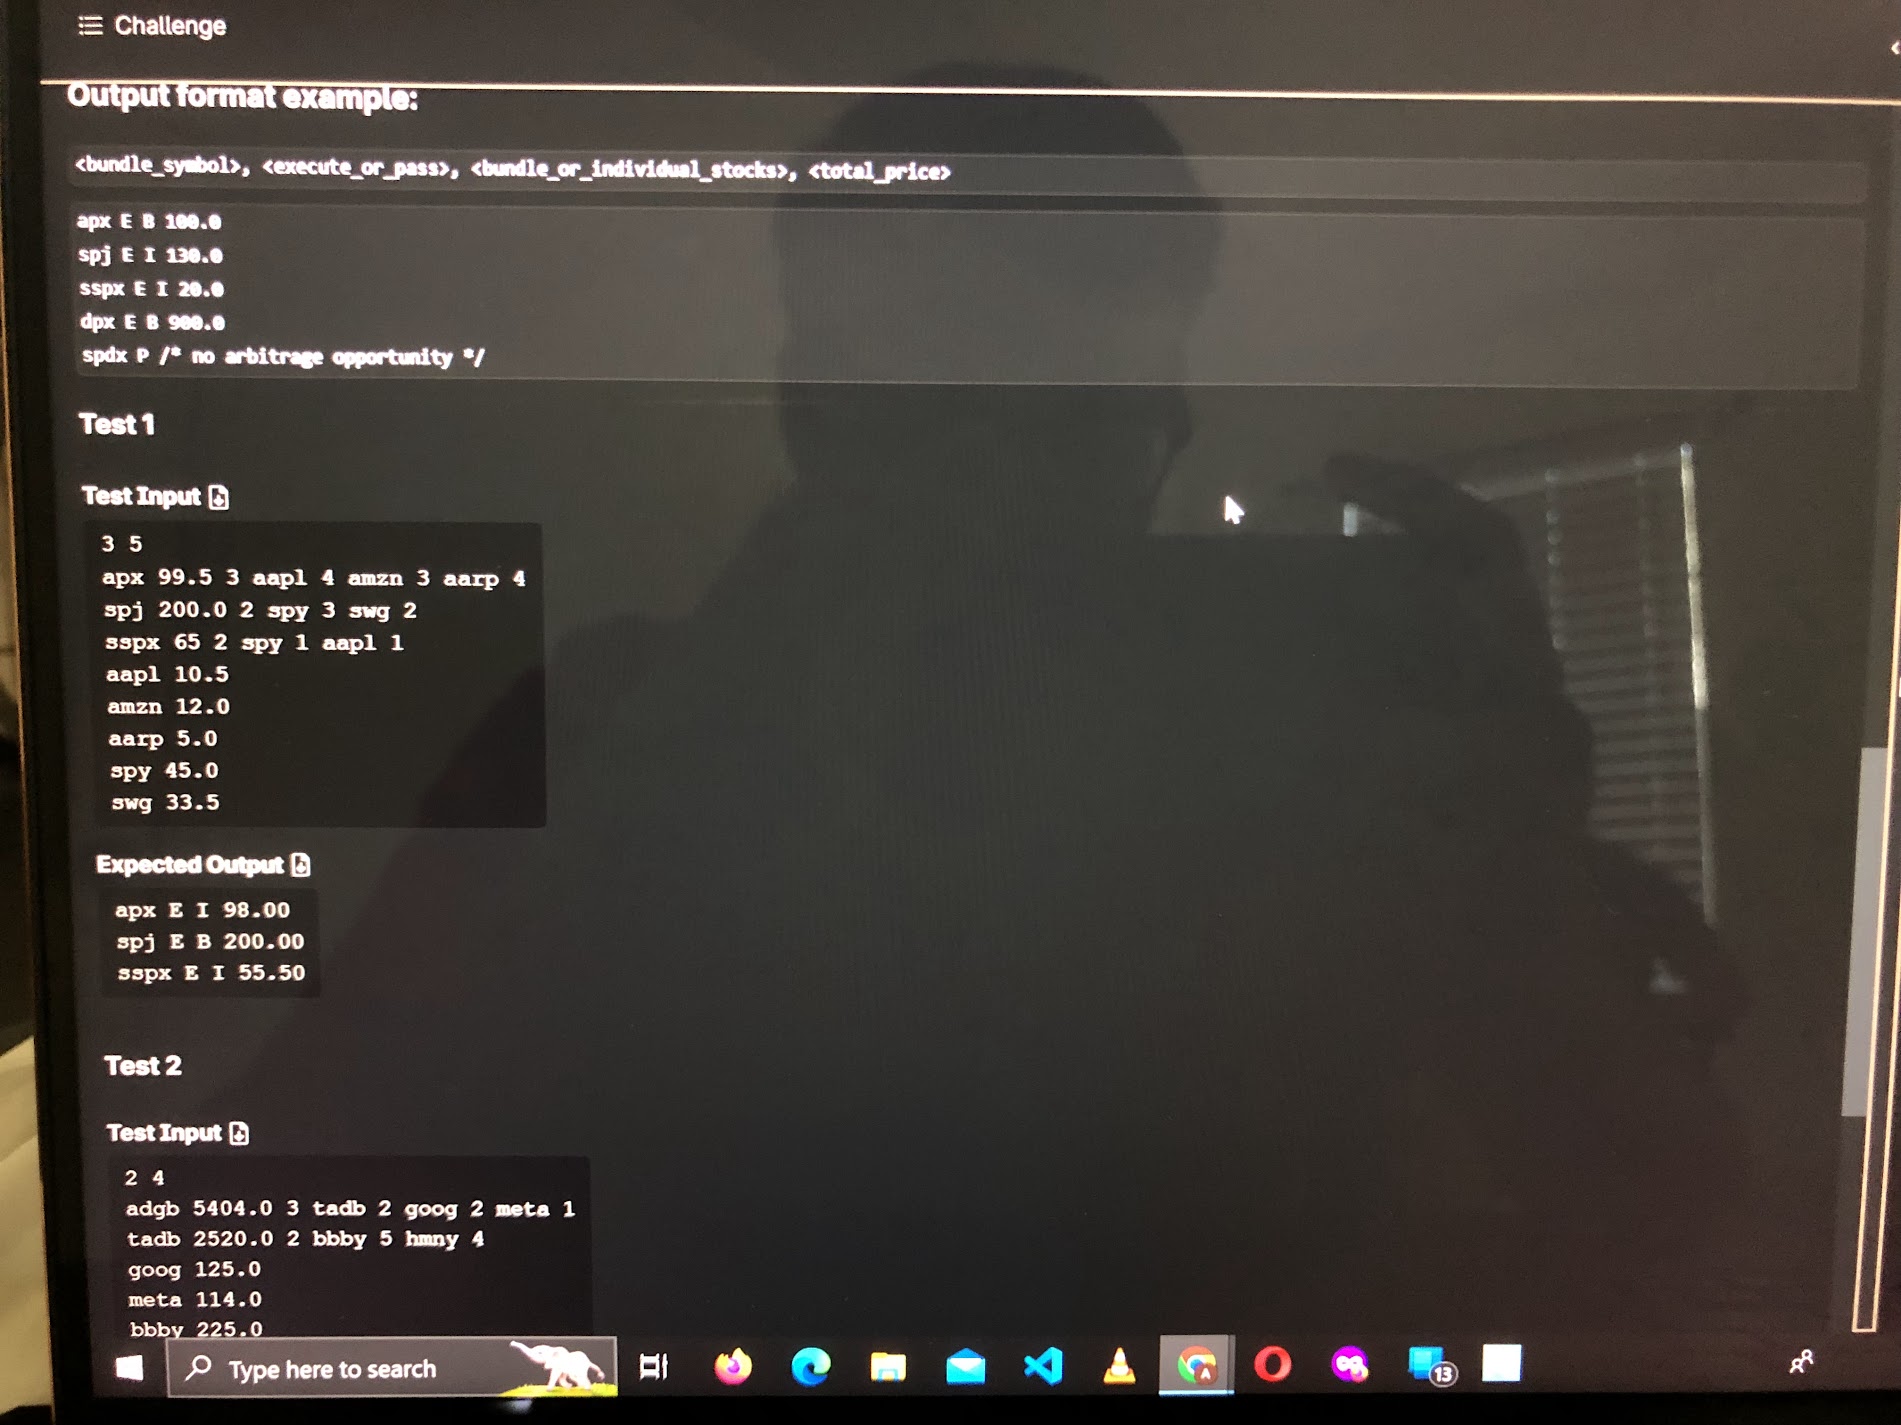 Challenge
Output format example:
<bundle_symbol>, <execute_or_pass>, <bundle_or_individual_stocks>, <total_price>
apx E B 100.0
spj E I 130.0
sspx E I 20.0
dpx E B 900.0
spdx P /* no arbitrage opportunity */
Test 1
Test Input
3 5
apx 99.5 3 aapl 4 amzn 3 aarp 4
spj 200.0 2 spy 3 swg 2
sspx 65 2 spy 1 aapl 1
aapl 10.5
amzn 12.0
aarp 5.0
spy 45.0
swg 33.5
Expected Output
apx E I 98.00
spj E B 200.00
sspx E I 55.50
Test 2
Test Input
2 4
adgb 5404.0 3 tadb 2 goog 2 meta 1
tadb 2520.0 2 bbby 5 hmny 4
goog 125.0
meta 114.0
bbby 225.0
Type here to search
13